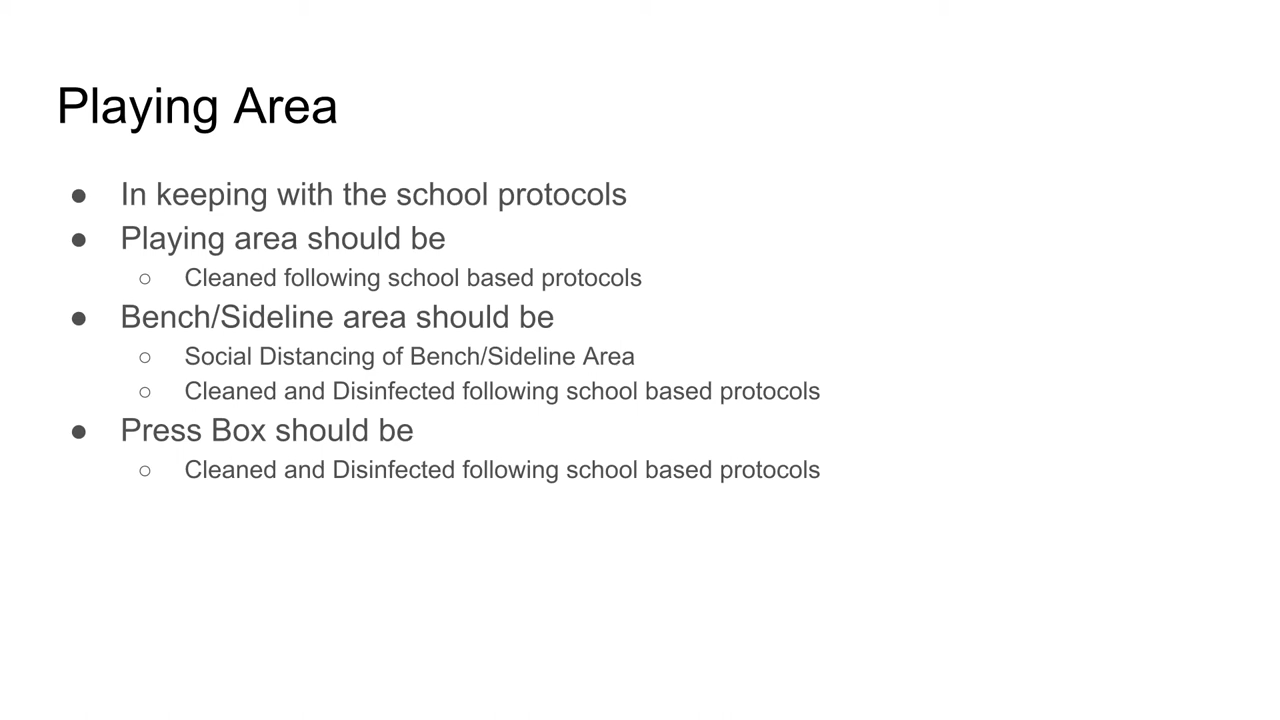 Playing Area
● In keeping with the school protocols
● Playing area should be
○ Cleaned following school based protocols
● Bench/Sideline area should be
○ Social Distancing of Bench/Sideline Area
○ Cleaned and Disinfected following school based protocols
● Press Box should be
○ Cleaned and Disinfected following school based protocols